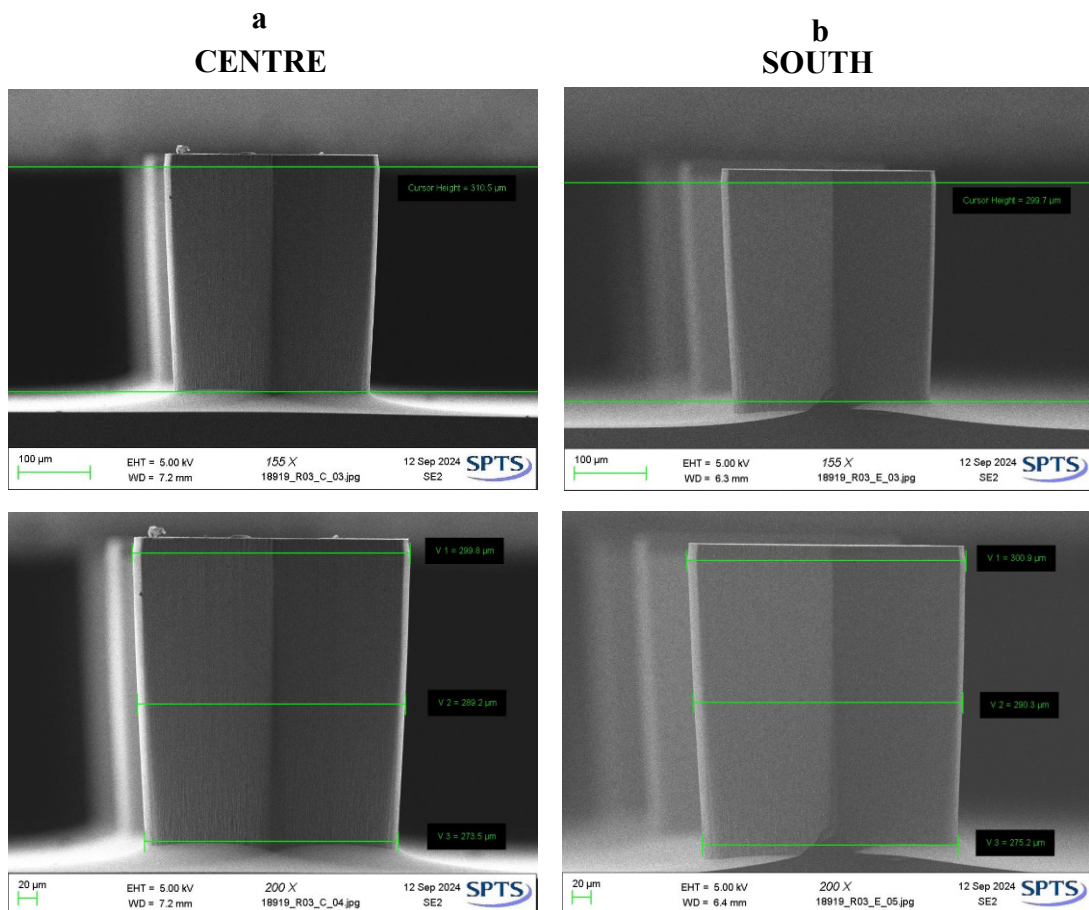 a
CENTRE
b
SOUTH
Cursor Height = 310.5 µm
100 µm
EHT = 5.00 kV
WD = 7.2 mm
155 X
18919_R03_C_03.jpg
12 Sep 2024
SE2
SPTS
Cursor Height = 299.7 µm
100 µm
EHT = 5.00 kV
WD = 6.3 mm
155 X
18919_R03_E_03.jpg
12 Sep 2024
SE2
SPTS
V 1 = 299.8 µm
V 2 = 289.2 µm
V 3 = 273.5 µm
20 µm
EHT = 5.00 kV
WD = 7.2 mm
200 X
18919_R03_C_04.jpg
12 Sep 2024
SE2
SPTS
V 1 = 300.9 µm
V 2 = 290.3 µm
V 3 = 275.2 µm
20 µm
EHT = 5.00 kV
WD = 6.4 mm
200 X
18919_R03_E_05.jpg
12 Sep 2024
SE2
SPTS